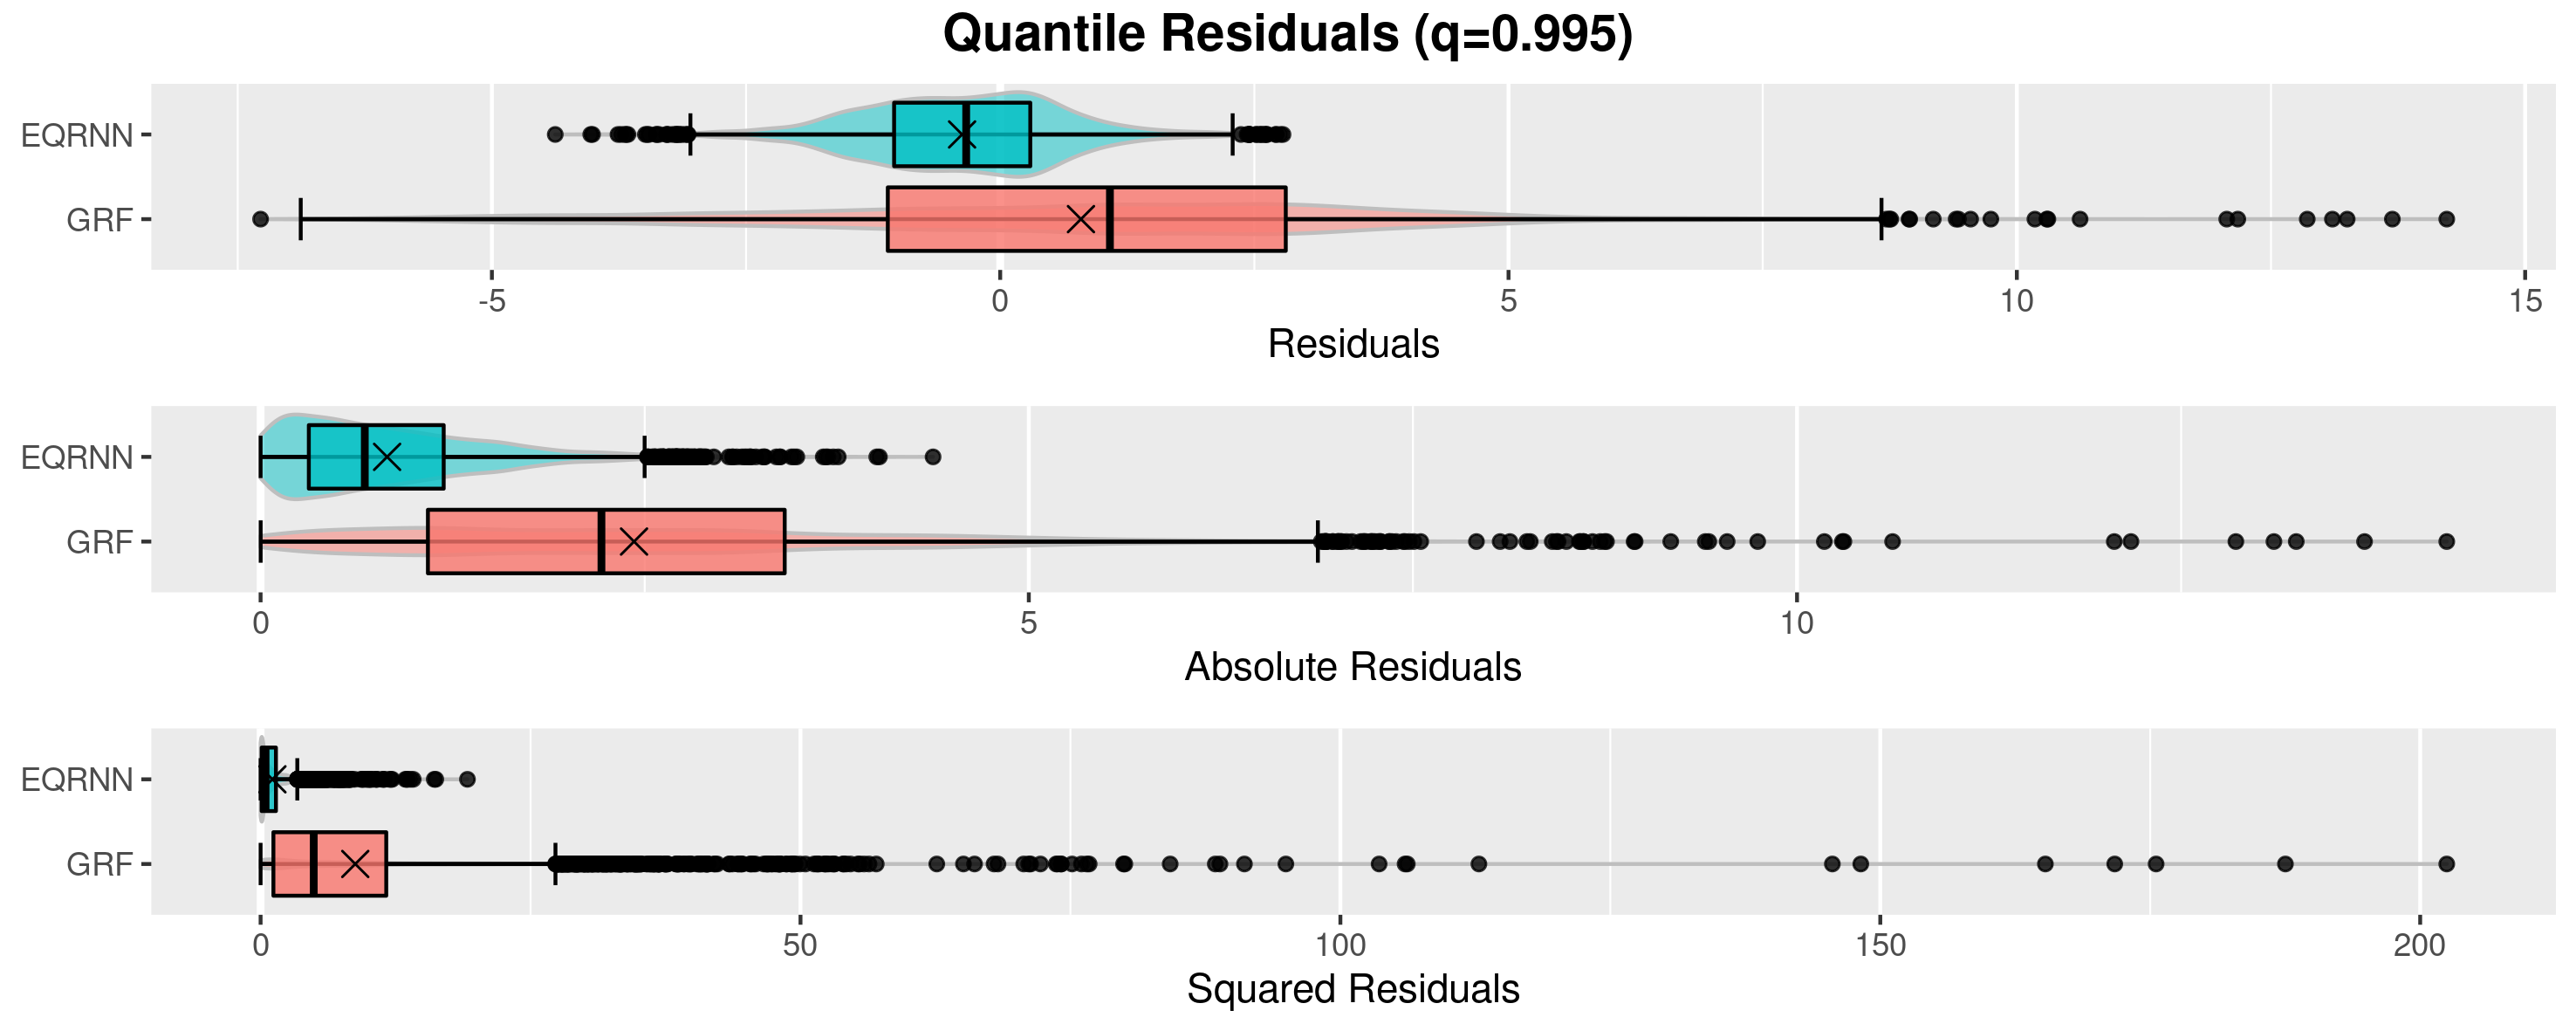 Quantile Residuals (q=0.995)
EQRNN
GRF
-5 0 5 10 15
Residuals
EQRNN
GRF
0 5 10
Absolute Residuals
EQRNN
GRF
0 50 100 150 200
Squared Residuals